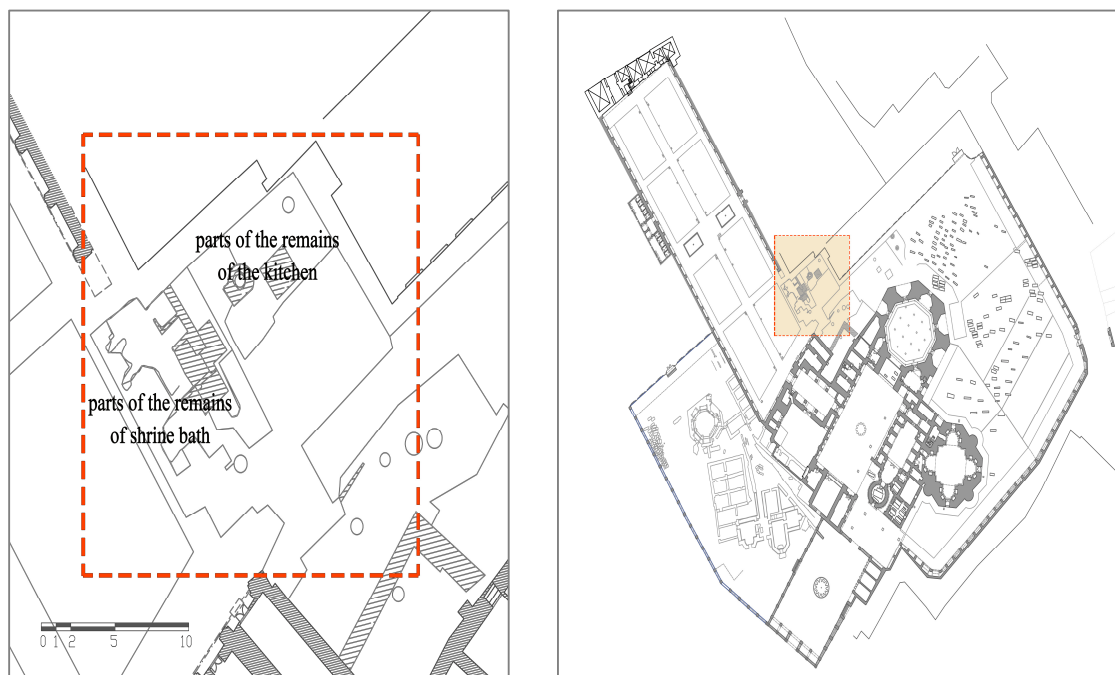 parts of the remains
of the kitchen
parts of the remains
of shrine bath
0 1 2 5 10